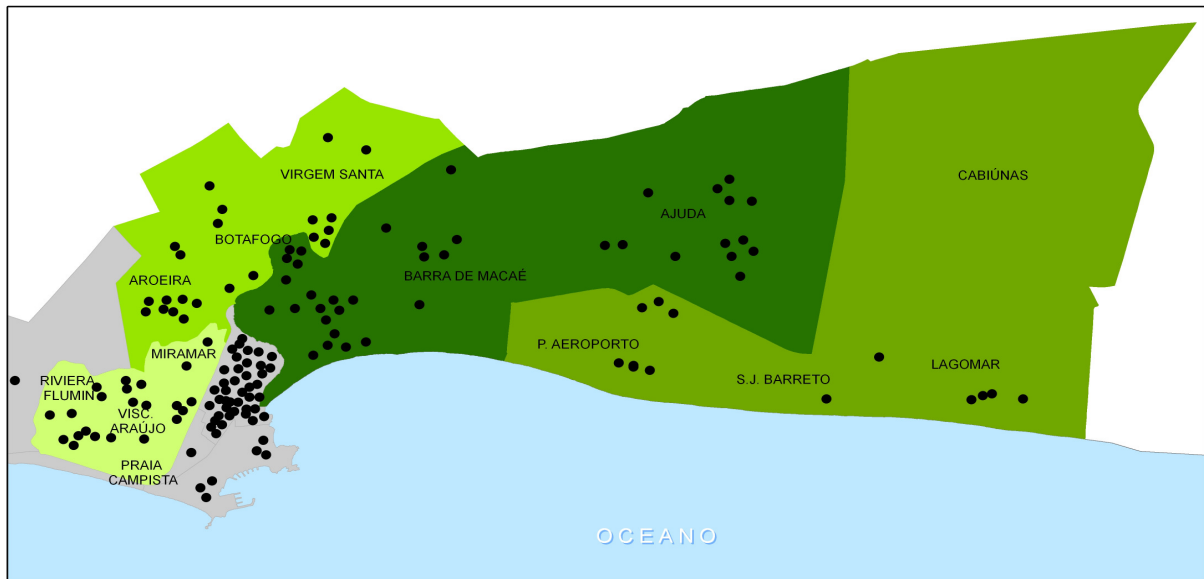 VIRGEM SANTA
CABIÚNAS
AJUDA
BOTAFOGO
BARRA DE MACAÉ
AROEIRA
P. AEROPORTO
MIRAMAR
LAGOMAR
RIVIERA
FLUMIN
S.J. BARRETO
VISC.
ARAÚJO
PRAIA
CAMPISTA
OCEANO